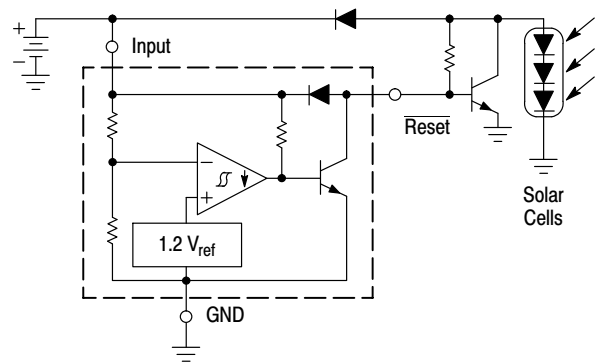 +
−
Input
Reset
−
+
1.2 Vref
Solar
Cells
GND